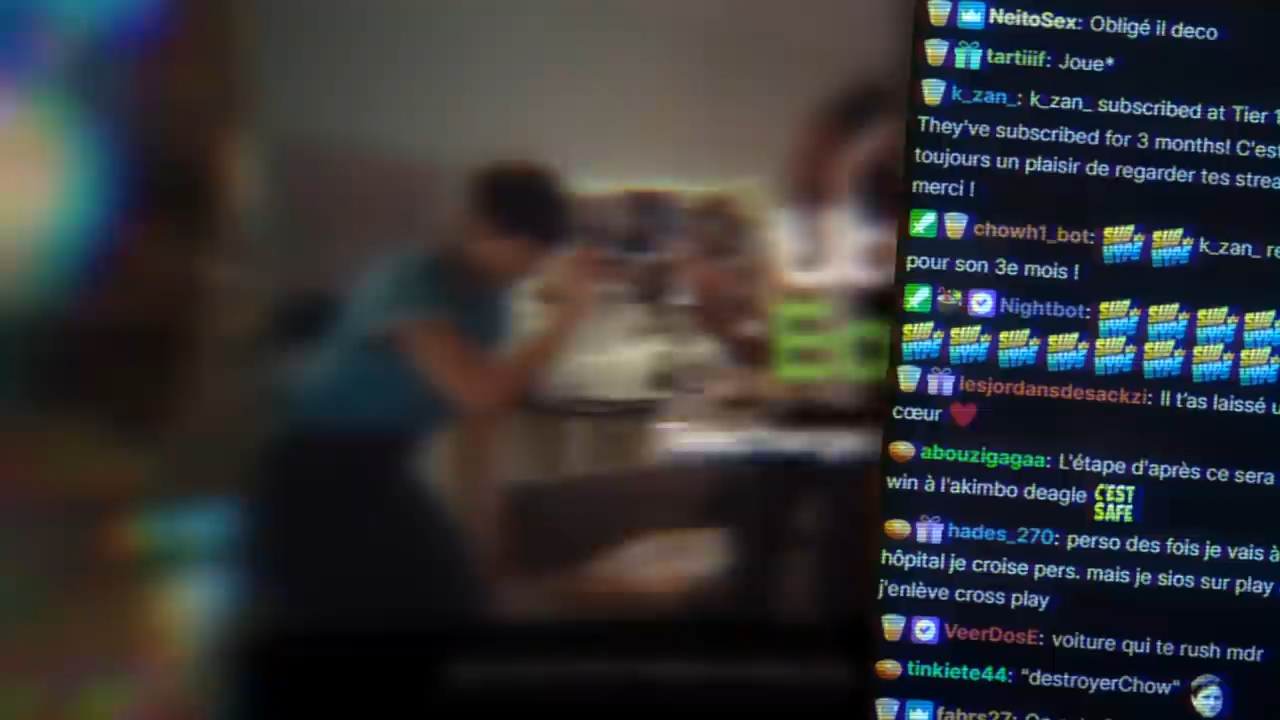 NeitoSex: Obligé il deco
tartiiif: Joue*
k_zan_: k_zan_ subscribed at Tier 1
They've subscribed for 3 months! C'est
toujours un plaisir de regarder tes strea
merci !
chowh1_bot: k_zan_ re
pour son 3e mois !
Nightbot:
lesjordansdesackzi: Il t'as laissé u
cœur ❤️
abouzigagaa: L'étape d'après ce sera
win à l'akimbo deagle C'EST
SAFE
hades_270: perso des fois je vais à
hôpital je croise pers. mais je sios sur play
j'enlève cross play
VeerDosE: voiture qui te rush mdr
tinkiete44: "destroyerChow"
fabrs27: